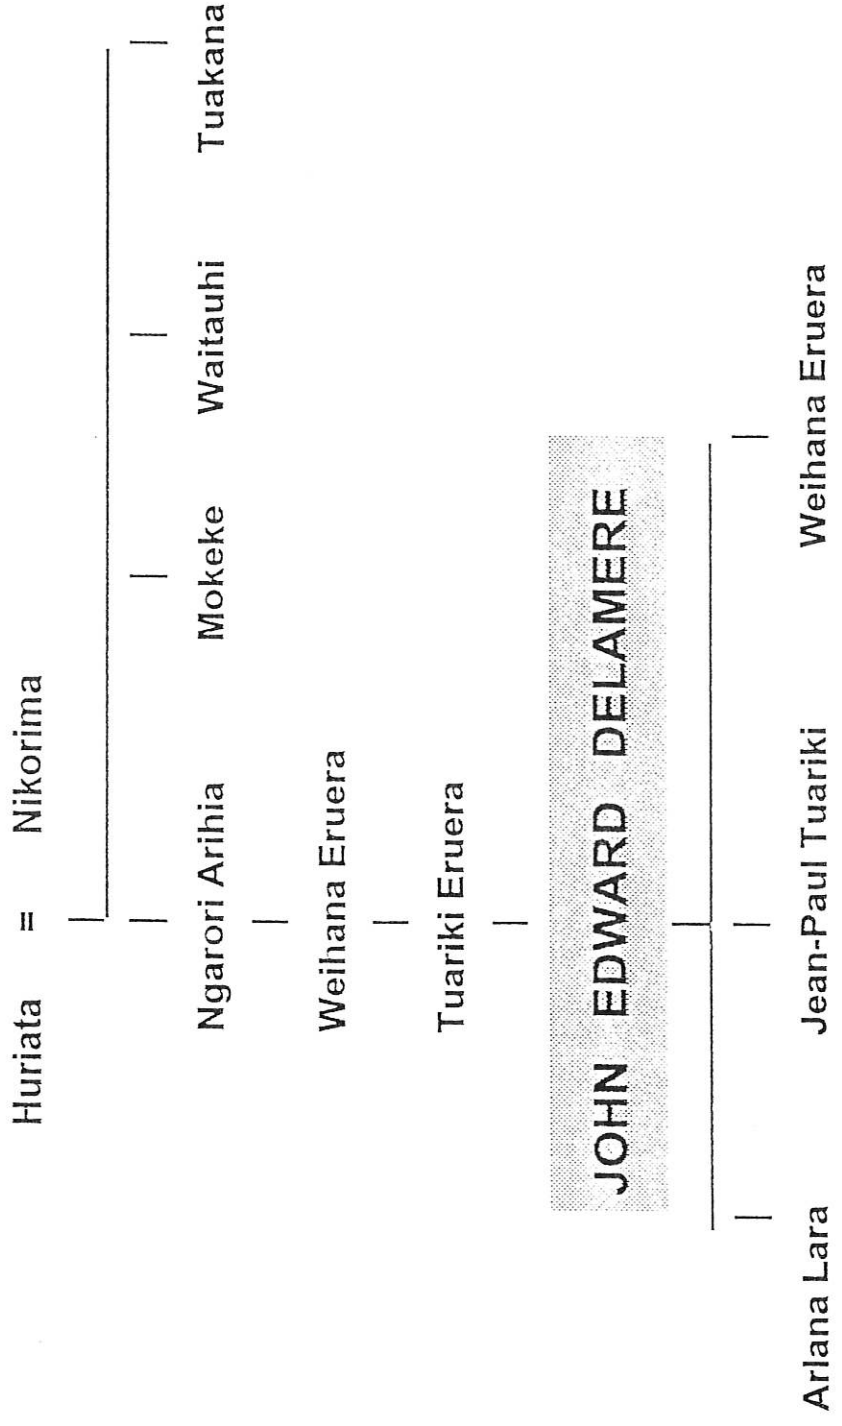 Huriata = Nikorima
Ngarori Arihia Mokeke Waitauhi Tuakana
Weihana Eruera
Tuariki Eruera
JOHN EDWARD DELAMERE
Arlana Lara Jean-Paul Tuariki Weihana Eruera